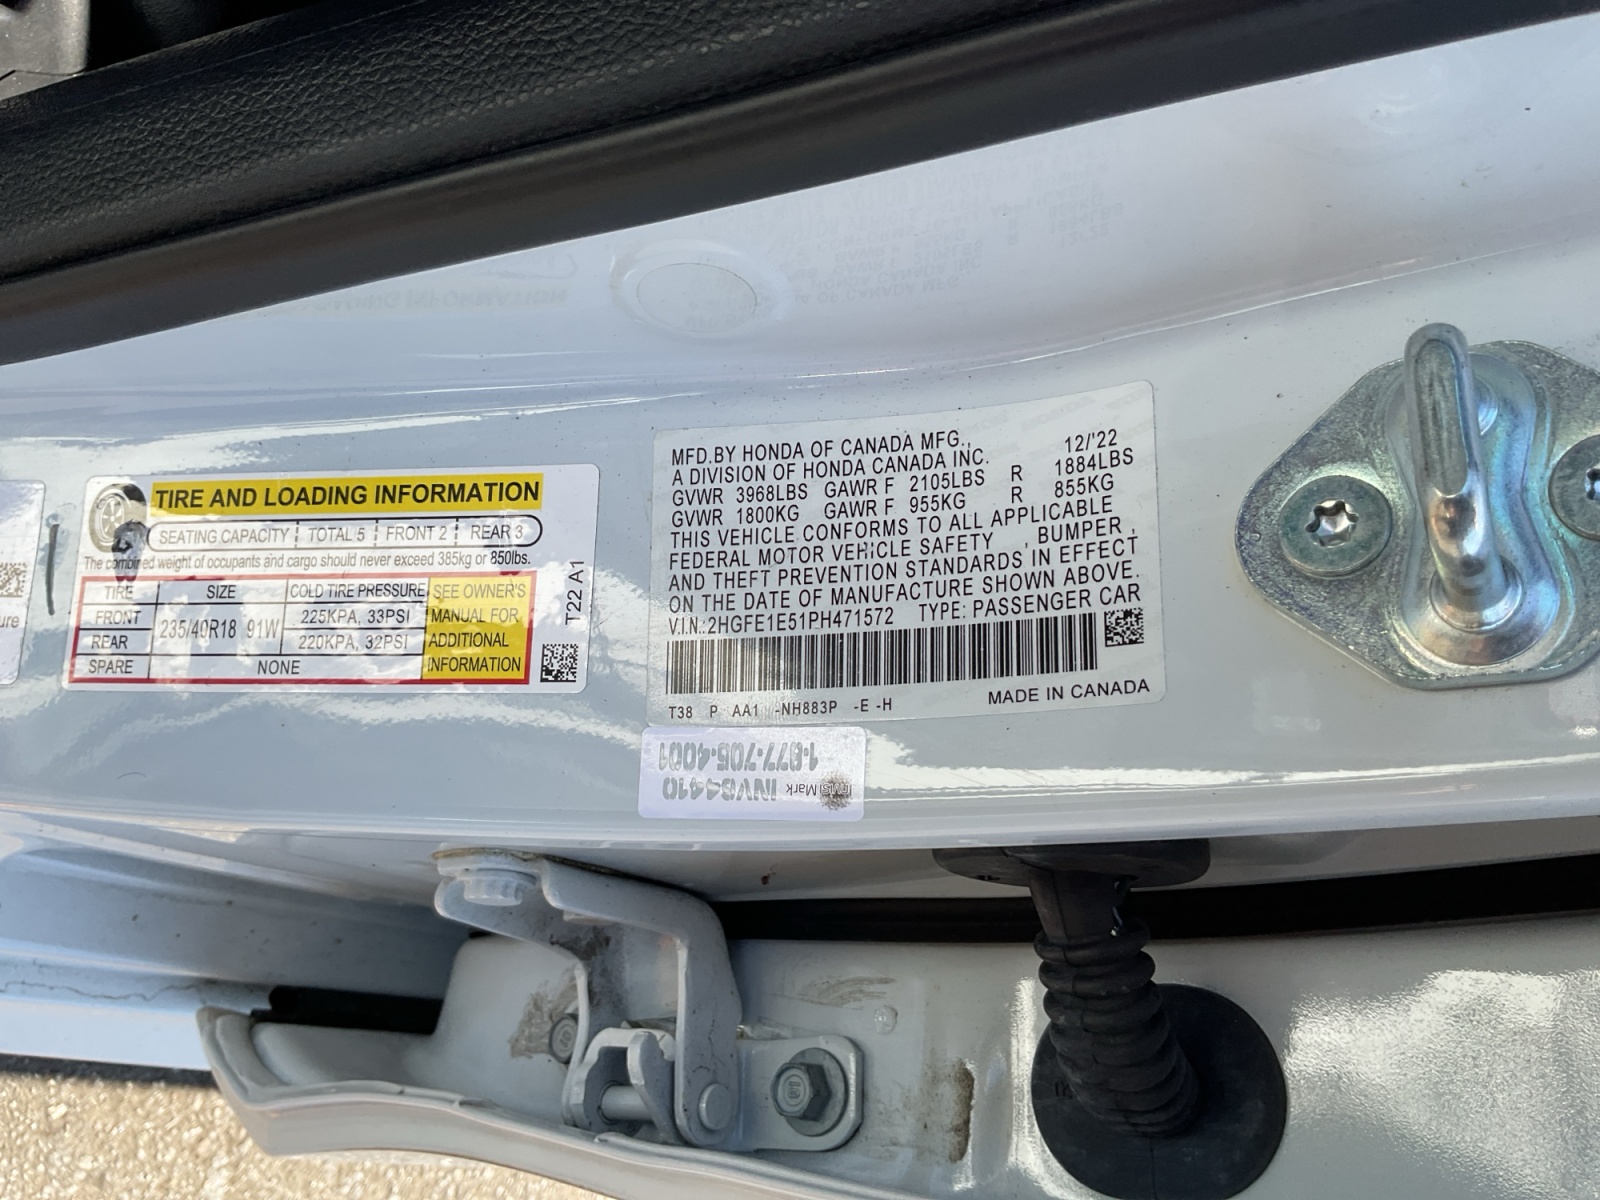 TIRE AND LOADING INFORMATION
SEATING CAPACITY TOTAL 5 FRONT 2 REAR 3
The combined weight of occupants and cargo should never exceed 385kg or 850lbs.
TIRE SIZE COLD TIRE PRESSURE SEE OWNER'S
FRONT 235/40R18 91W 225KPA, 33PSI MANUAL FOR
REAR 220KPA, 32PSI ADDITIONAL
SPARE NONE INFORMATION
T22 A1
ure
MFD.BY HONDA OF CANADA MFG., 12/'22
A DIVISION OF HONDA CANADA INC.
GVWR 3968LBS GAWR F 2105LBS R 1884LBS
GVWR 1800KG GAWR F 955KG R 855KG
THIS VEHICLE CONFORMS TO ALL APPLICABLE
FEDERAL MOTOR VEHICLE SAFETY , BUMPER ,
AND THEFT PREVENTION STANDARDS IN EFFECT
ON THE DATE OF MANUFACTURE SHOWN ABOVE.
V.I.N.:2HGFE1E51PH471572 TYPE: PASSENGER CAR
T38 P AA1 -NH883P -E -H MADE IN CANADA
Mark INV84410
1-877-705-4001